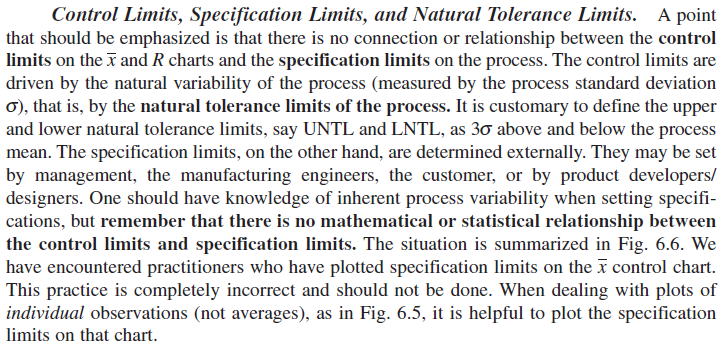 Control Limits, Specification Limits, and Natural Tolerance Limits. A point
that should be emphasized is that there is no connection or relationship between the control
limits on the x̄ and R charts and the specification limits on the process. The control limits are
driven by the natural variability of the process (measured by the process standard deviation
σ), that is, by the natural tolerance limits of the process. It is customary to define the upper
and lower natural tolerance limits, say UNTL and LNTL, as 3σ above and below the process
mean. The specification limits, on the other hand, are determined externally. They may be set
by management, the manufacturing engineers, the customer, or by product developers/
designers. One should have knowledge of inherent process variability when setting specifi-
cations, but remember that there is no mathematical or statistical relationship between
the control limits and specification limits. The situation is summarized in Fig. 6.6. We
have encountered practitioners who have plotted specification limits on the x̄ control chart.
This practice is completely incorrect and should not be done. When dealing with plots of
individual observations (not averages), as in Fig. 6.5, it is helpful to plot the specification
limits on that chart.